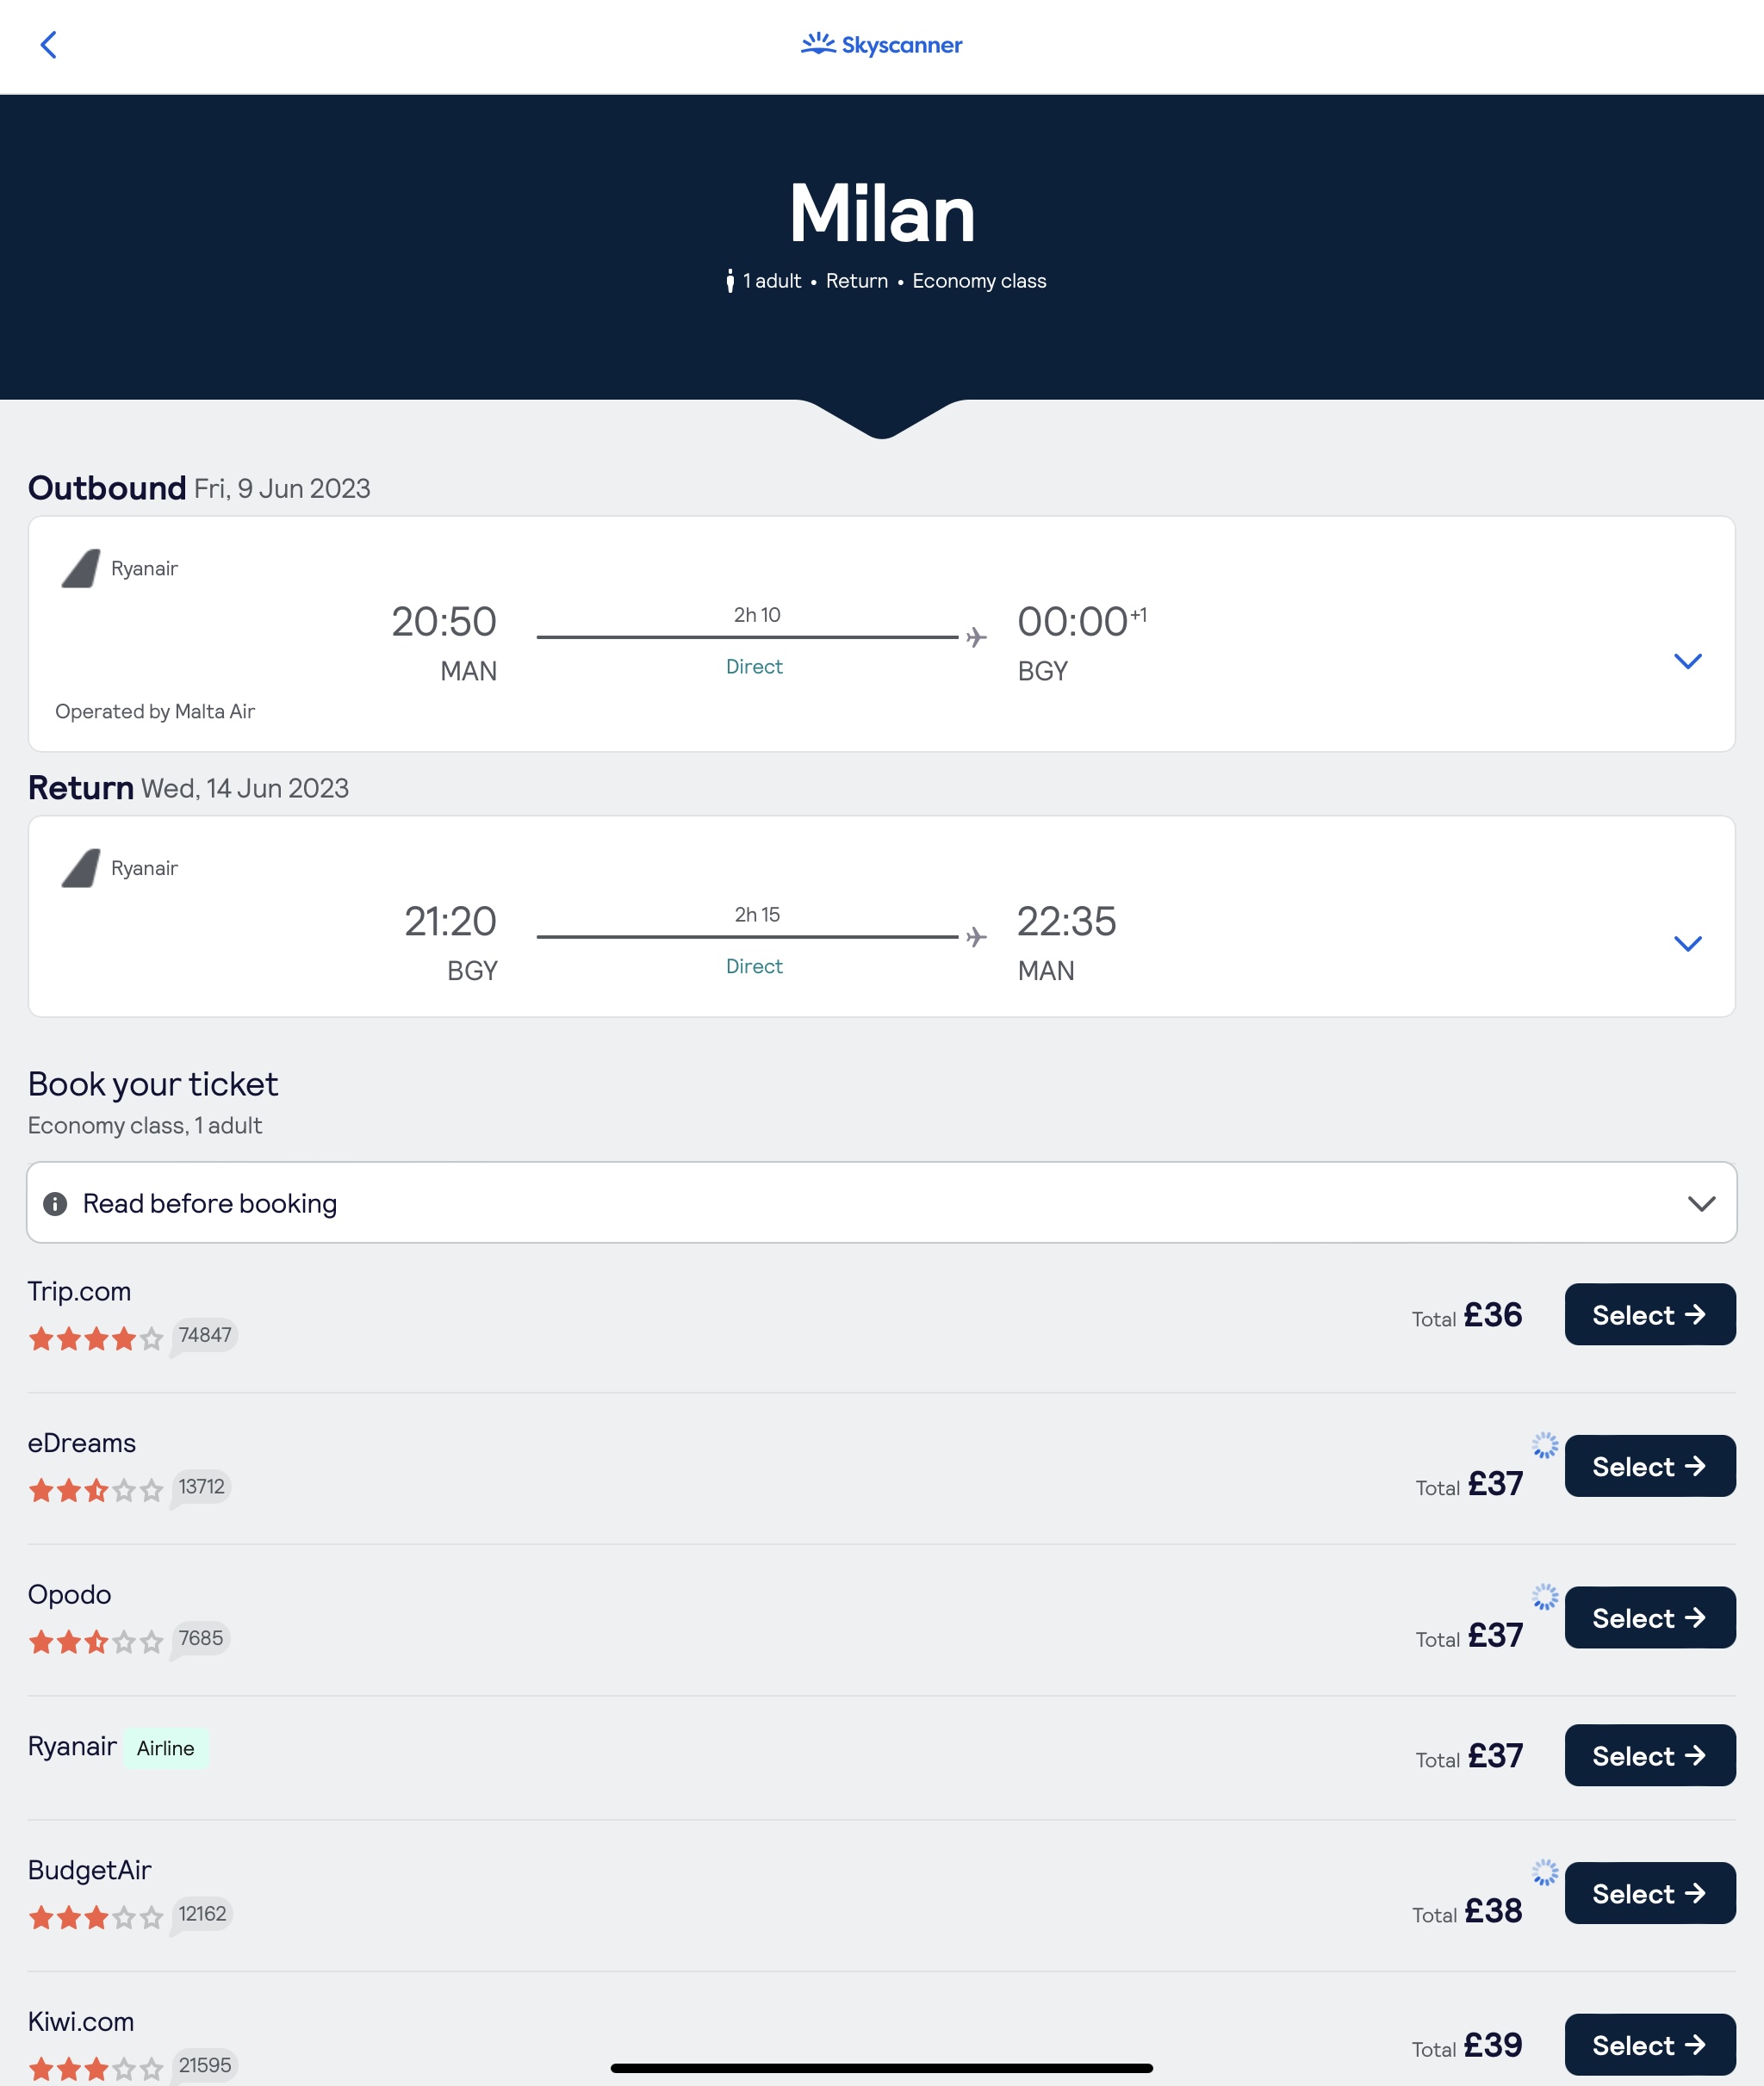 Skyscanner
Milan
1 adult • Return • Economy class
Outbound Fri, 9 Jun 2023
Ryanair
20:50 2h 10 00:00+1
MAN Direct BGY
Operated by Malta Air
Return Wed, 14 Jun 2023
Ryanair
21:20 2h 15 22:35
BGY Direct MAN
Book your ticket
Economy class, 1 adult
Read before booking
Trip.com
74847
Total £36 Select →
eDreams
13712
Total £37 Select →
Opodo
7685
Total £37 Select →
Ryanair Airline
Total £37 Select →
BudgetAir
12162
Total £38 Select →
Kiwi.com
21595
Total £39 Select →